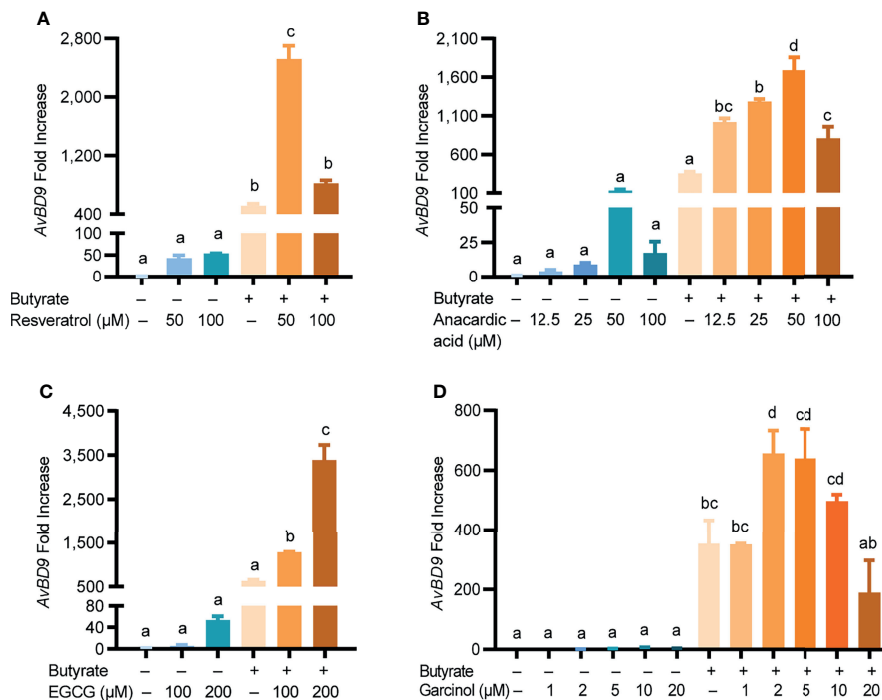 A
AvBD9 Fold Increase
2,800
2,400
1,200
400
100
50
0
a a a b c b
Butyrate – – – + + +
Resveratrol (μM) – 50 100 – 50 100
B
AvBD9 Fold Increase
2,100
1,600
1,100
600
100
50
25
0
a a a a a a bc b d c
Butyrate – – – – – + + + + +
Anacardic – 12.5 25 50 100 – 12.5 25 50 100
acid (μM)
C
AvBD9 Fold Increase
4,500
3,500
1,500
500
80
40
0
a a a a b c
Butyrate – – – + + +
EGCG (μM) – 100 200 – 100 200
D
AvBD9 Fold Increase
800
600
400
200
0
a a a a a a bc bc d cd cd ab
Butyrate – – – – – – + + + + + +
Garcinol (μM) – 1 2 5 10 20 – 1 2 5 10 20